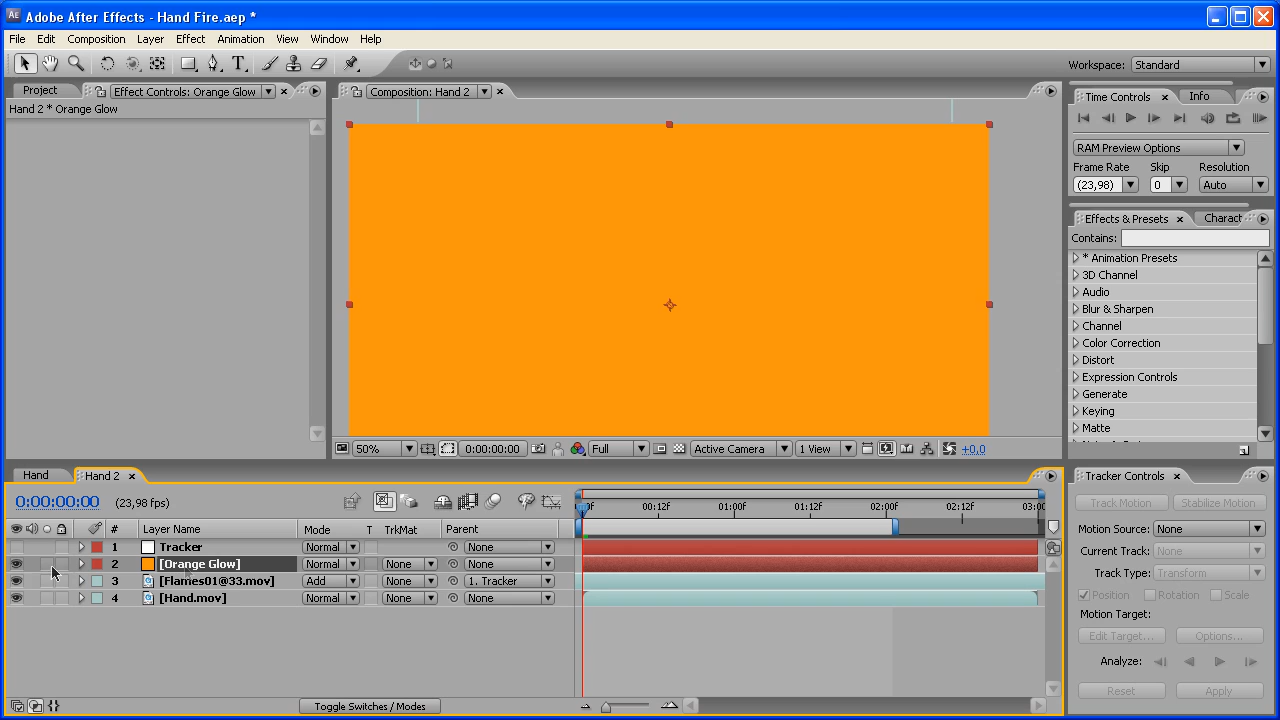 Adobe After Effects - Hand Fire.aep *
File Edit Composition Layer Effect Animation View Window Help
Workspace: Standard
Project Effect Controls: Orange Glow
Hand 2 * Orange Glow
Composition: Hand 2
50% 0:00:00:00 Full Active Camera 1 View +0,0
Time Controls Info
RAM Preview Options
Frame Rate Skip Resolution
(23,98) 0 Auto
Effects & Presets Charact
Contains:
* Animation Presets
3D Channel
Audio
Blur & Sharpen
Channel
Color Correction
Distort
Expression Controls
Generate
Keying
Matte
Hand Hand 2
0:00:00:00 (23,98 fps)
00:12F 01:00F 01:12F 02:00F 02:12F 03:00
# Layer Name Mode T TrkMat Parent
1 Tracker Normal None
2 [Orange Glow] Normal None None
3 [Flames01@33.mov] Add None 1. Tracker
4 [Hand.mov] Normal None None
Toggle Switches / Modes
Tracker Controls
Track Motion Stabilize Motion
Motion Source: None
Current Track: None
Track Type: Transform
Position Rotation Scale
Motion Target:
Edit Target... Options...
Analyze:
Reset Apply